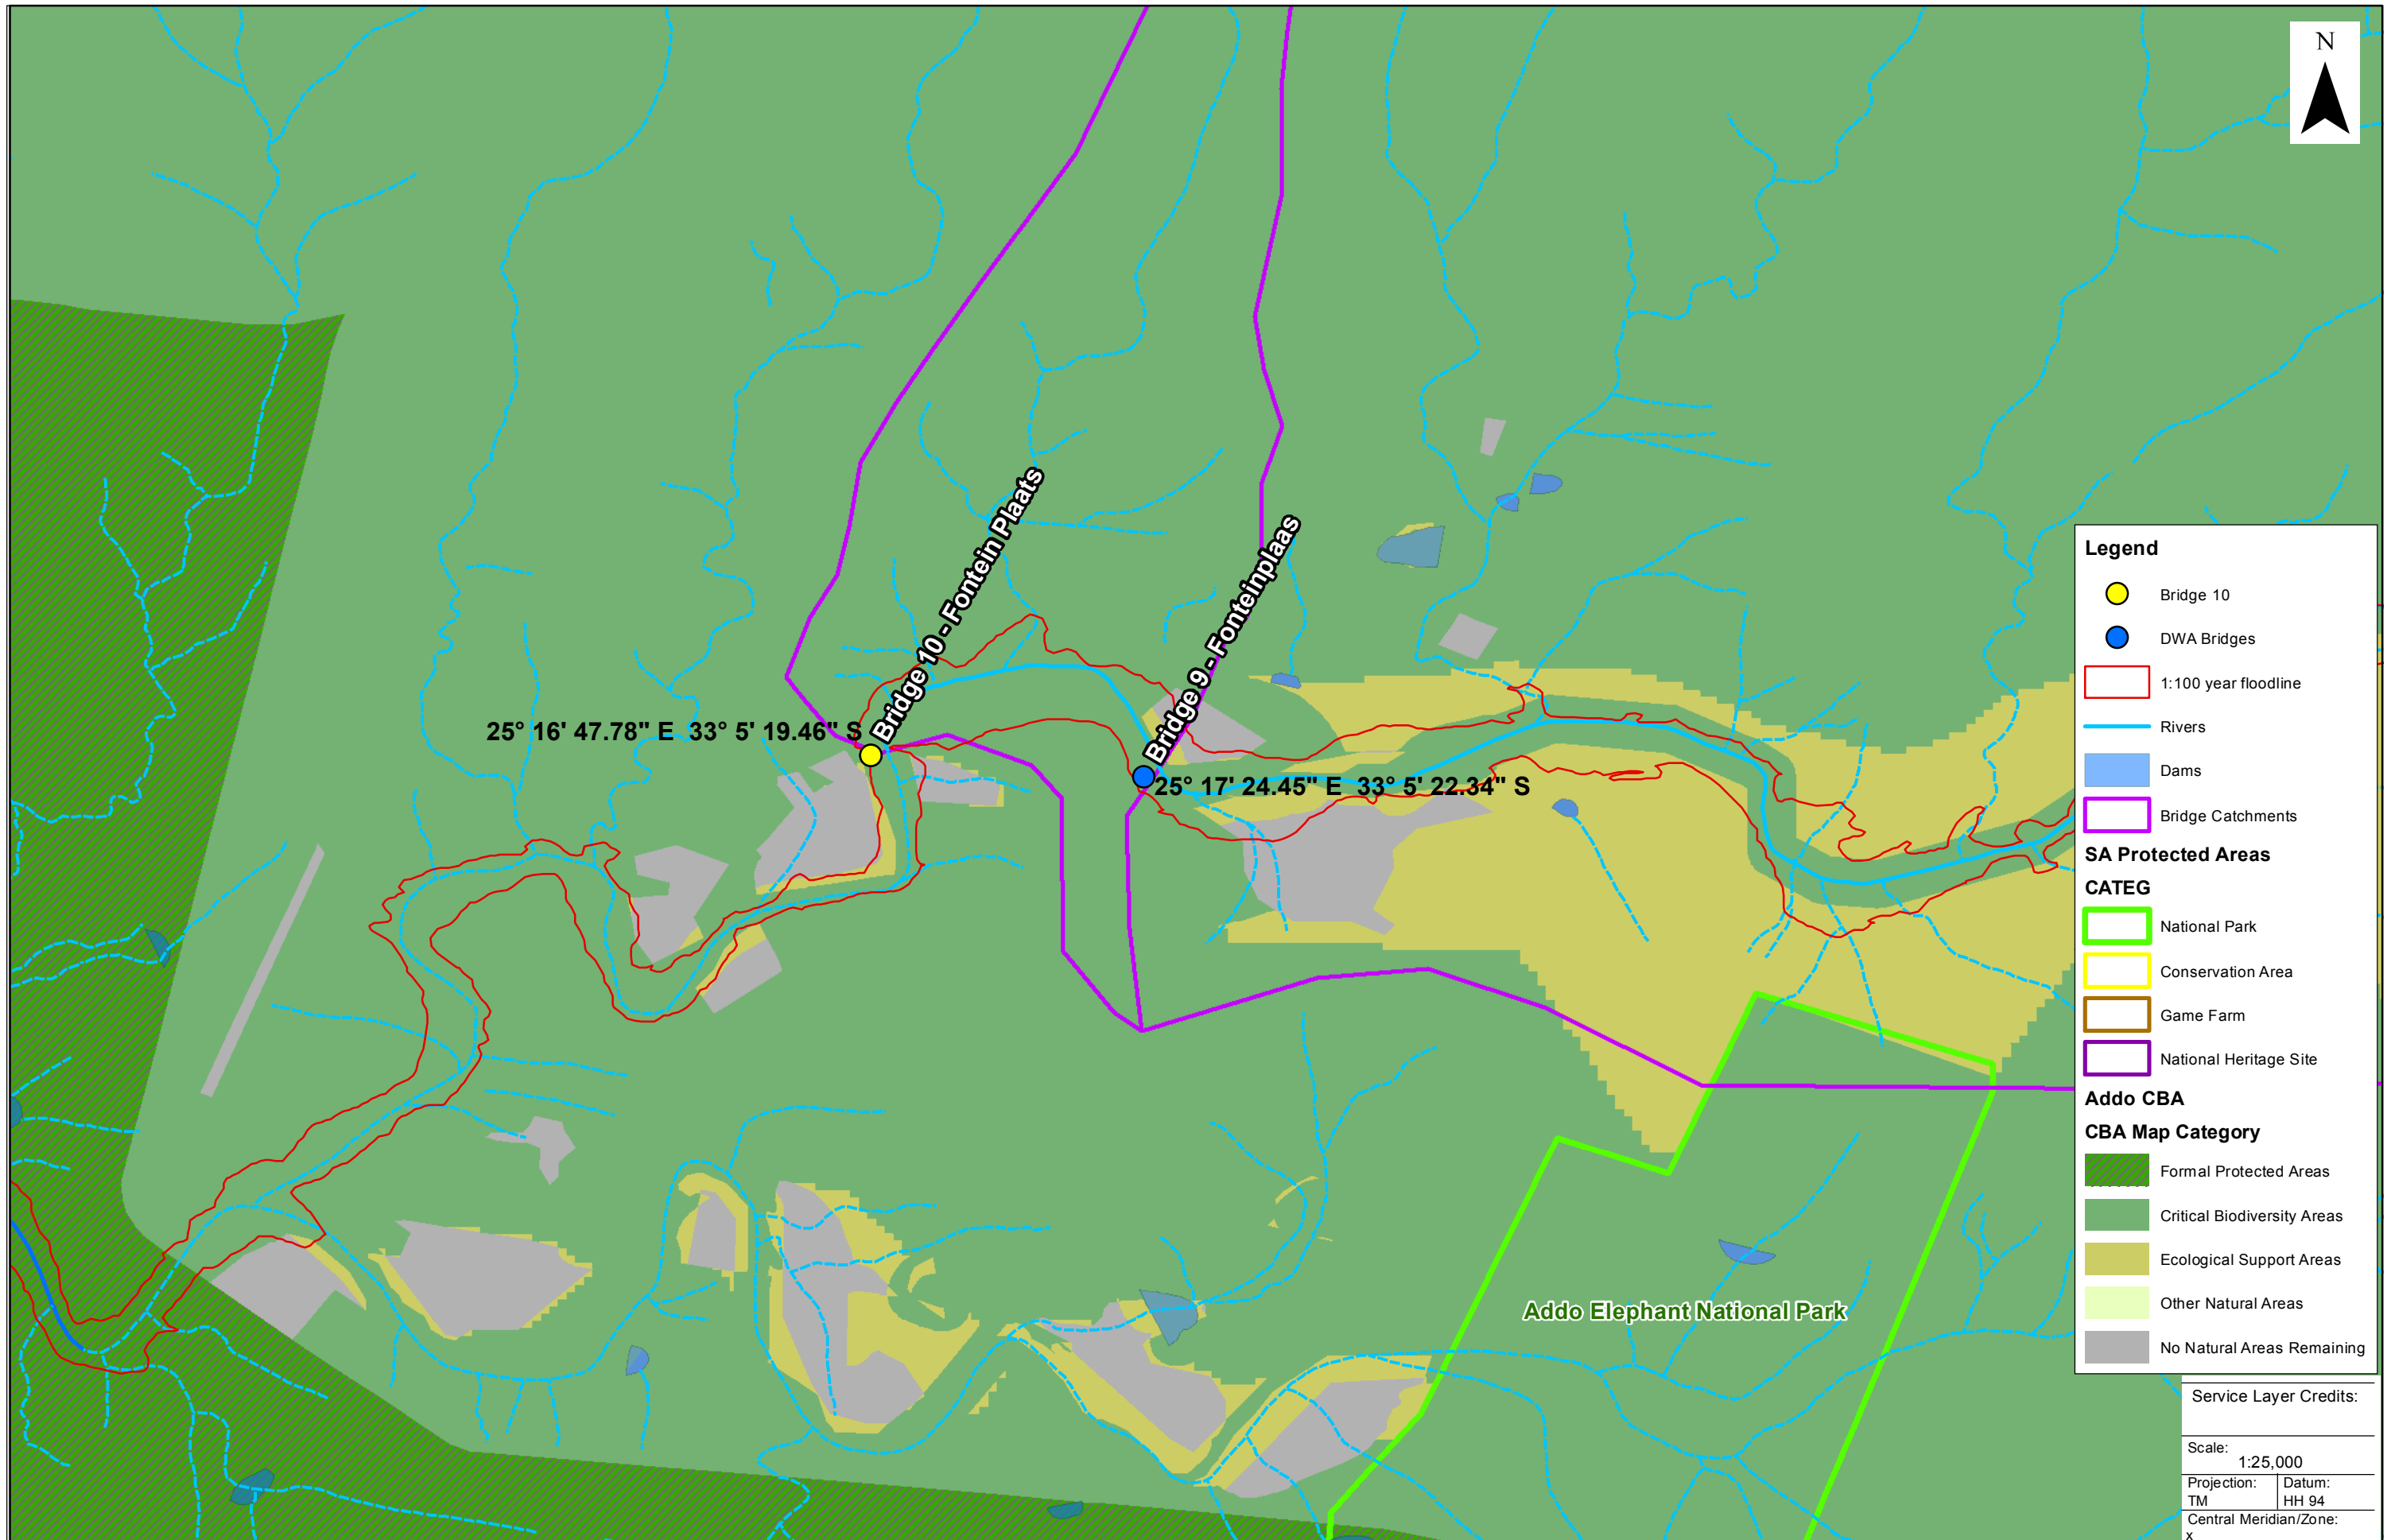 N
Bridge 10 - Fontein Plaats
Bridge 9 - Fonteinplaas
25° 16' 47.78" E  33° 5' 19.46" S
25° 17' 24.45" E  33° 5' 22.34" S
Addo Elephant National Park
Legend
Bridge 10
DWA Bridges
1:100 year floodline
Rivers
Dams
Bridge Catchments
SA Protected Areas
CATEG
National Park
Conservation Area
Game Farm
National Heritage Site
Addo CBA
CBA Map Category
Formal Protected Areas
Critical Biodiversity Areas
Ecological Support Areas
Other Natural Areas
No Natural Areas Remaining
Service Layer Credits:
Scale:
1:25,000
Projection: Datum:
TM HH 94
Central Meridian/Zone:
x